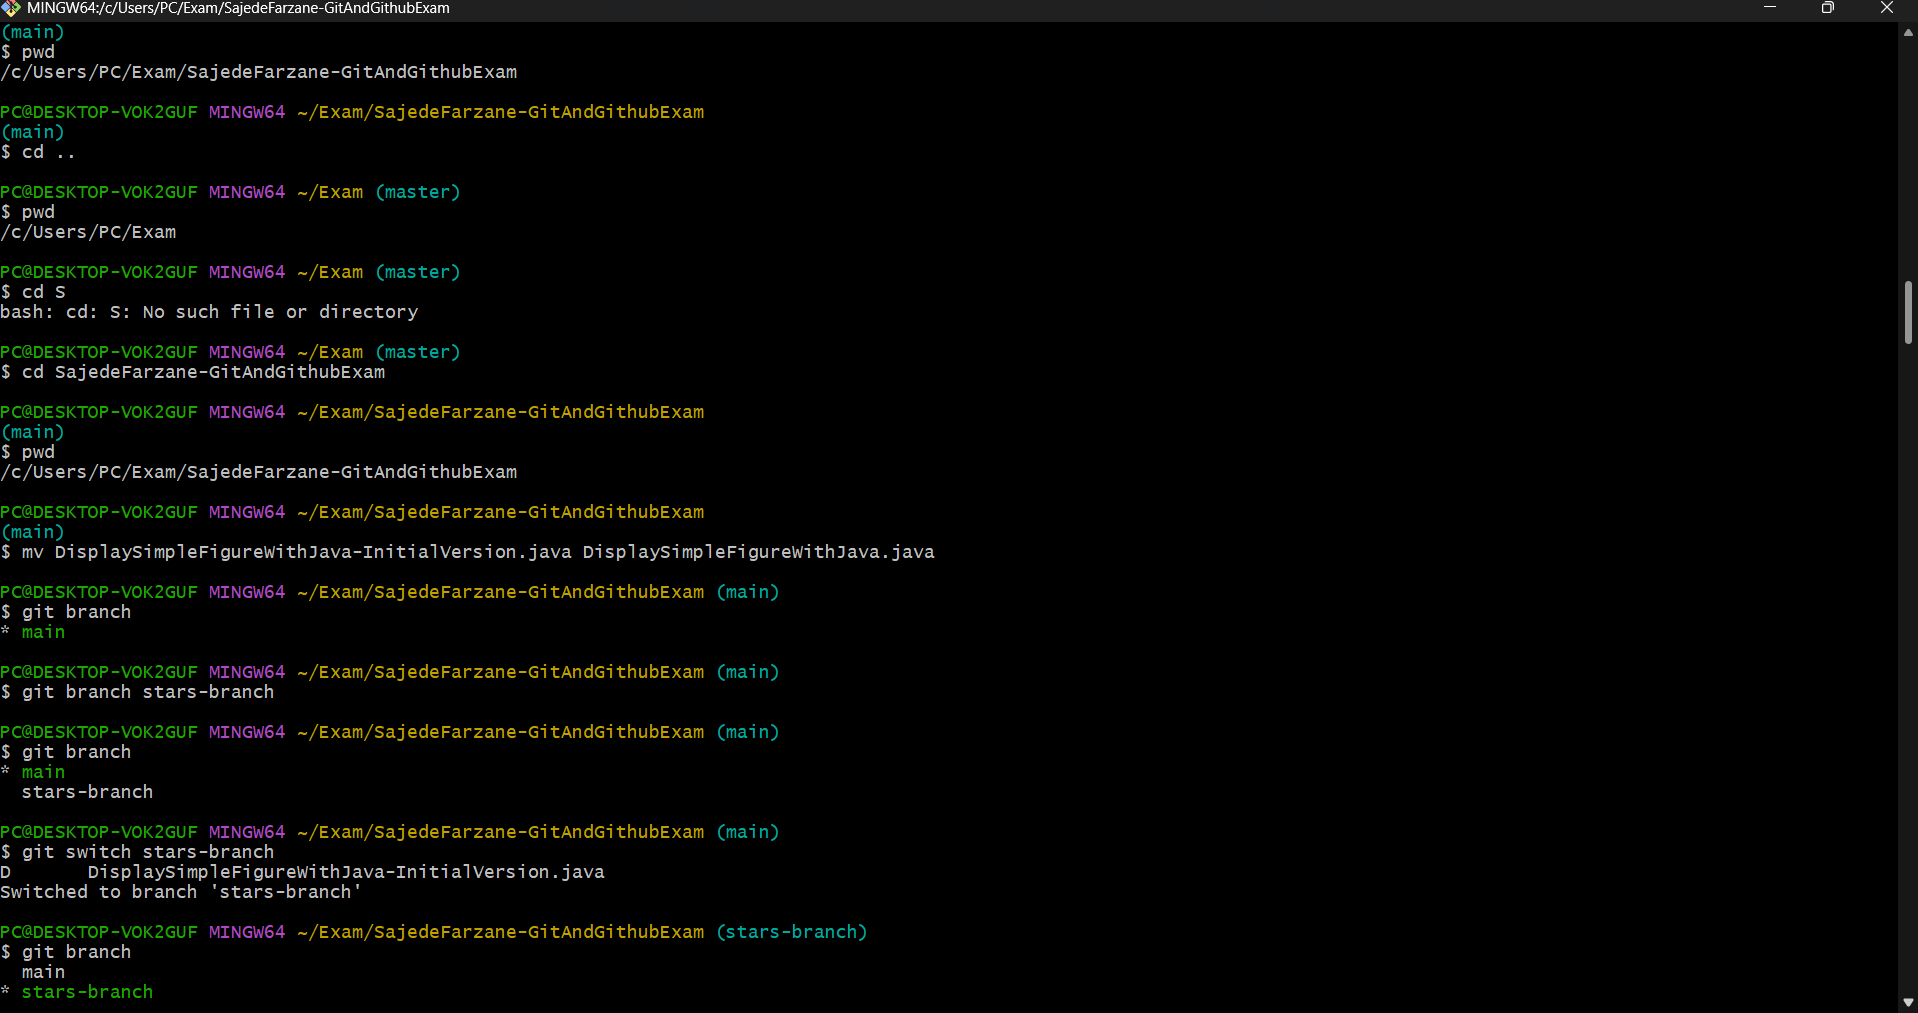 MINGW64:/c/Users/PC/Exam/SajedeFarzane-GitAndGithubExam
(main)
$ pwd
/c/Users/PC/Exam/SajedeFarzane-GitAndGithubExam
PC@DESKTOP-VOK2GUF MINGW64 ~/Exam/SajedeFarzane-GitAndGithubExam
(main)
$ cd ..
PC@DESKTOP-VOK2GUF MINGW64 ~/Exam (master)
$ pwd
/c/Users/PC/Exam
PC@DESKTOP-VOK2GUF MINGW64 ~/Exam (master)
$ cd S
bash: cd: S: No such file or directory
PC@DESKTOP-VOK2GUF MINGW64 ~/Exam (master)
$ cd SajedeFarzane-GitAndGithubExam
PC@DESKTOP-VOK2GUF MINGW64 ~/Exam/SajedeFarzane-GitAndGithubExam
(main)
$ pwd
/c/Users/PC/Exam/SajedeFarzane-GitAndGithubExam
PC@DESKTOP-VOK2GUF MINGW64 ~/Exam/SajedeFarzane-GitAndGithubExam
(main)
$ mv DisplaySimpleFigureWithJava-InitialVersion.java DisplaySimpleFigureWithJava.java
PC@DESKTOP-VOK2GUF MINGW64 ~/Exam/SajedeFarzane-GitAndGithubExam (main)
$ git branch
* main
PC@DESKTOP-VOK2GUF MINGW64 ~/Exam/SajedeFarzane-GitAndGithubExam (main)
$ git branch stars-branch
PC@DESKTOP-VOK2GUF MINGW64 ~/Exam/SajedeFarzane-GitAndGithubExam (main)
$ git branch
* main
  stars-branch
PC@DESKTOP-VOK2GUF MINGW64 ~/Exam/SajedeFarzane-GitAndGithubExam (main)
$ git switch stars-branch
D       DisplaySimpleFigureWithJava-InitialVersion.java
Switched to branch 'stars-branch'
PC@DESKTOP-VOK2GUF MINGW64 ~/Exam/SajedeFarzane-GitAndGithubExam (stars-branch)
$ git branch
  main
* stars-branch